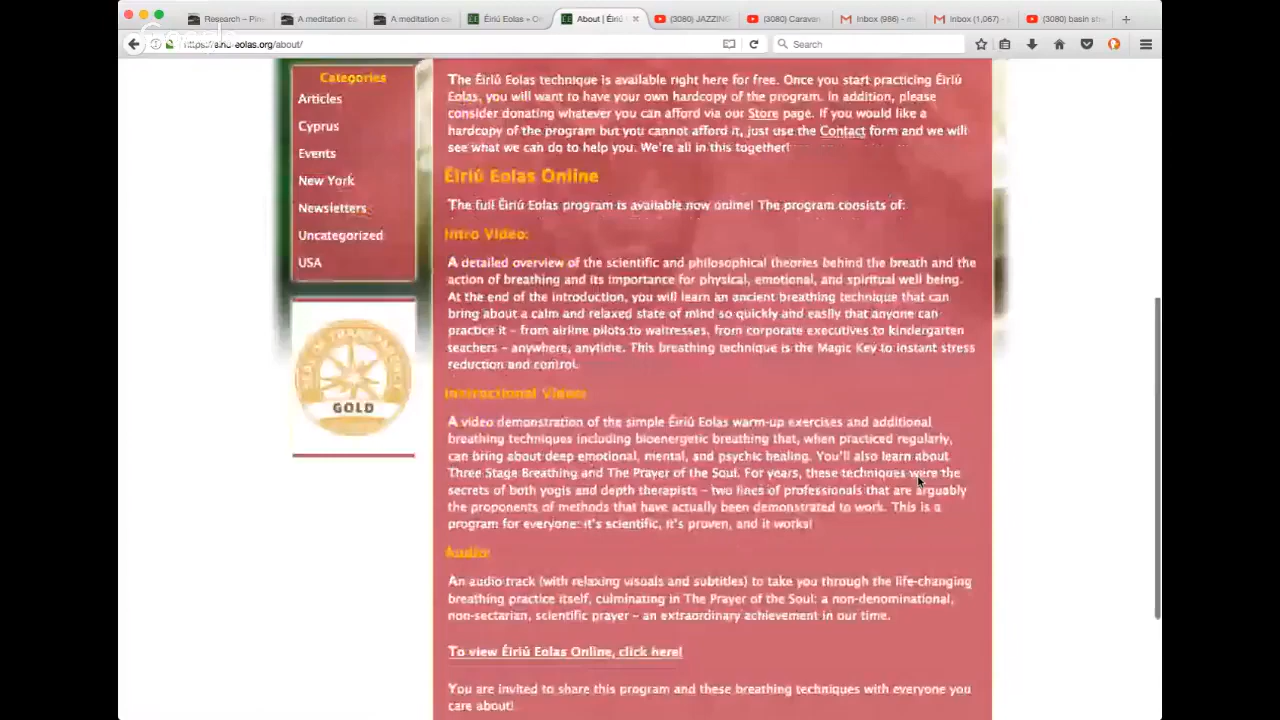 Research – Pine
A meditation ca
A meditation ca
Éiriú Eolas – On
About | Éiriú
(3080) JAZZING
(3080) Caravan
Inbox (986) – m
Inbox (1,067) –
(3080) basin str
eiriu-eolas.org/about/
Search
Categories
Articles
Cyprus
Events
New York
Newsletters
Uncategorized
USA
GOLD
The Éiriú Eolas technique is available right here for free. Once you start practicing Éiriú
Eolas, you will want to have your own hardcopy of the program. In addition, please
consider donating whatever you can afford via our Store page. If you would like a
hardcopy of the program but you cannot afford it, just use the Contact form and we will
see what we can do to help you. We're all in this together!
Éiriú Eolas Online
The full Éiriú Eolas program is available now online! The program consists of:
Intro Video:
A detailed overview of the scientific and philosophical theories behind the breath and the
action of breathing and its importance for physical, emotional, and spiritual well being.
At the end of the introduction, you will learn an ancient breathing technique that can
bring about a calm and relaxed state of mind so quickly and easily that anyone can
practice it – from airline pilots to waitresses, from corporate executives to kindergarten
teachers – anywhere, anytime. This breathing technique is the Magic Key to instant stress
reduction and control.
Instructional Video:
A video demonstration of the simple Éiriú Eolas warm-up exercises and additional
breathing techniques including bioenergetic breathing that, when practiced regularly,
can bring about deep emotional, mental, and psychic healing. You'll also learn about
Three Stage Breathing and The Prayer of the Soul. For years, these techniques were the
secrets of both yogis and depth therapists – two lines of professionals that are arguably
the proponents of methods that have actually been demonstrated to work. This is a
program for everyone: it's scientific, it's proven, and it works!
Audio:
An audio track (with relaxing visuals and subtitles) to take you through the life-changing
breathing practice itself, culminating in The Prayer of the Soul: a non-denominational,
non-sectarian, scientific prayer – an extraordinary achievement in our time.
To view Éiriú Eolas Online, click here!
You are invited to share this program and these breathing techniques with everyone you
care about!